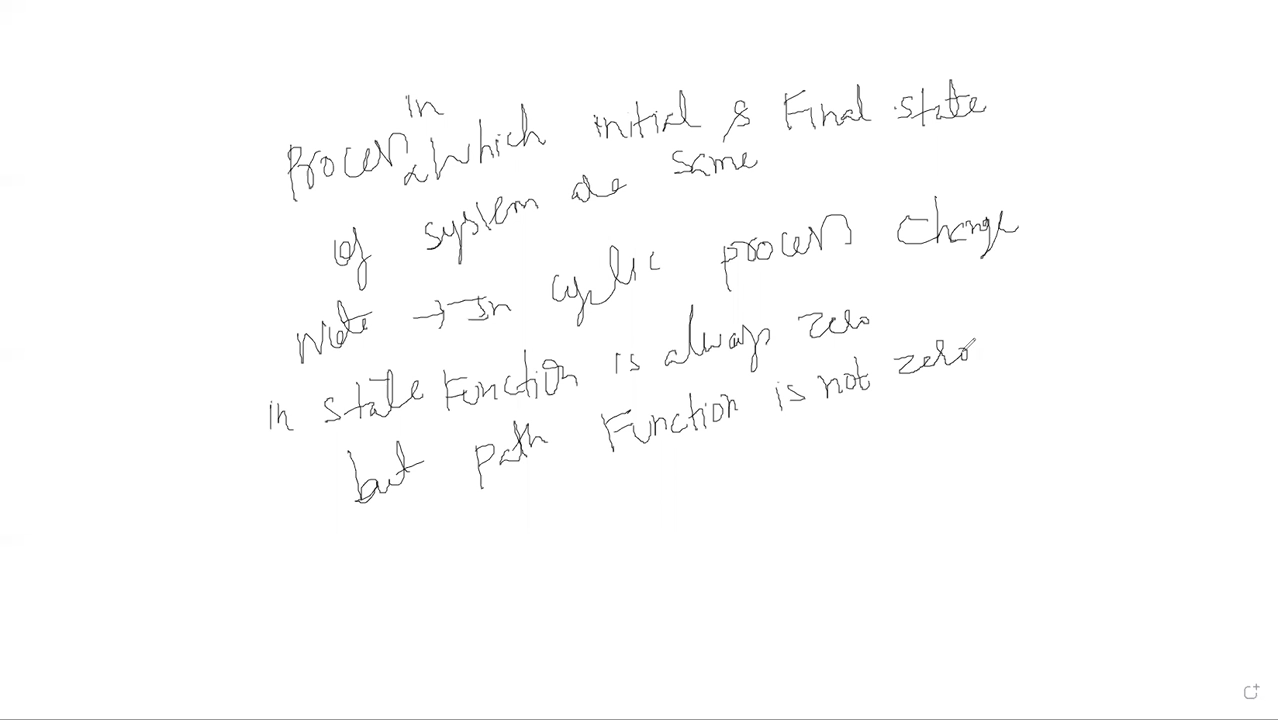 Process in which initial & Final state
of system are same
Note → In cyclic process change
in state Function is always zero
but path Function is not zero